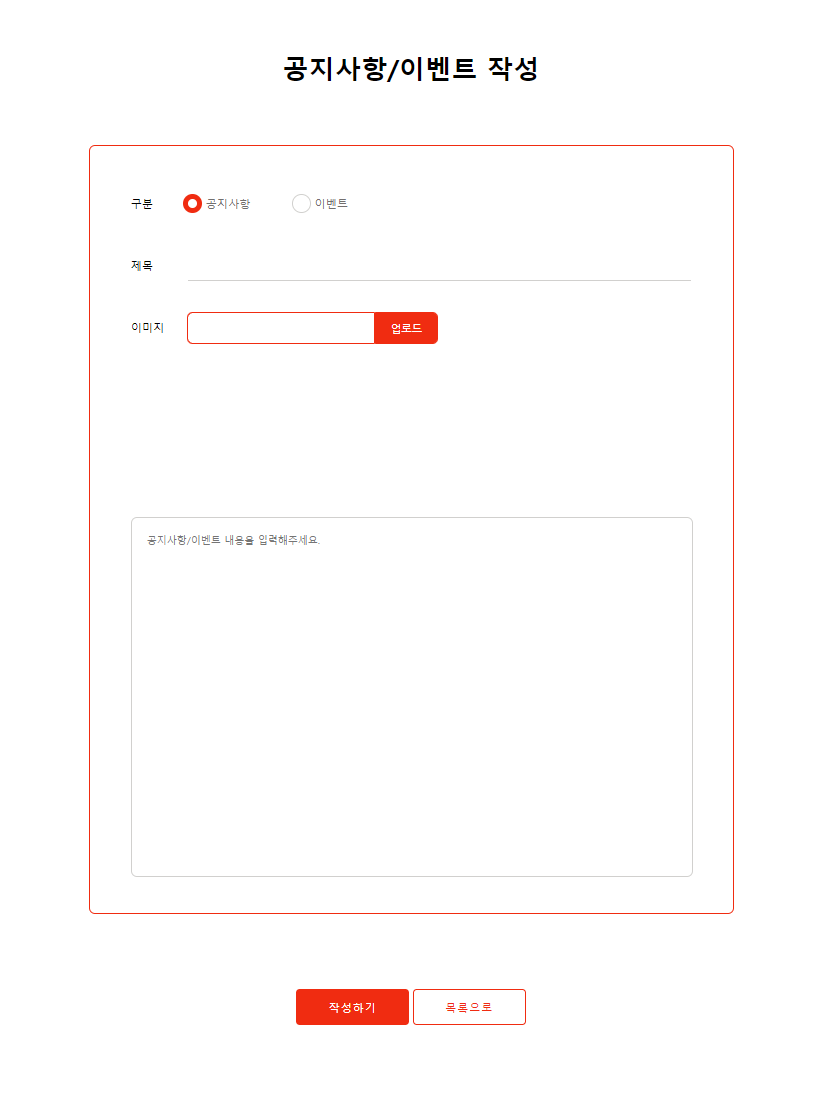 공지사항/이벤트 작성
구분 공지사항 이벤트
제목
이미지 업로드
공지사항/이벤트 내용을 입력해주세요.
작성하기 목록으로